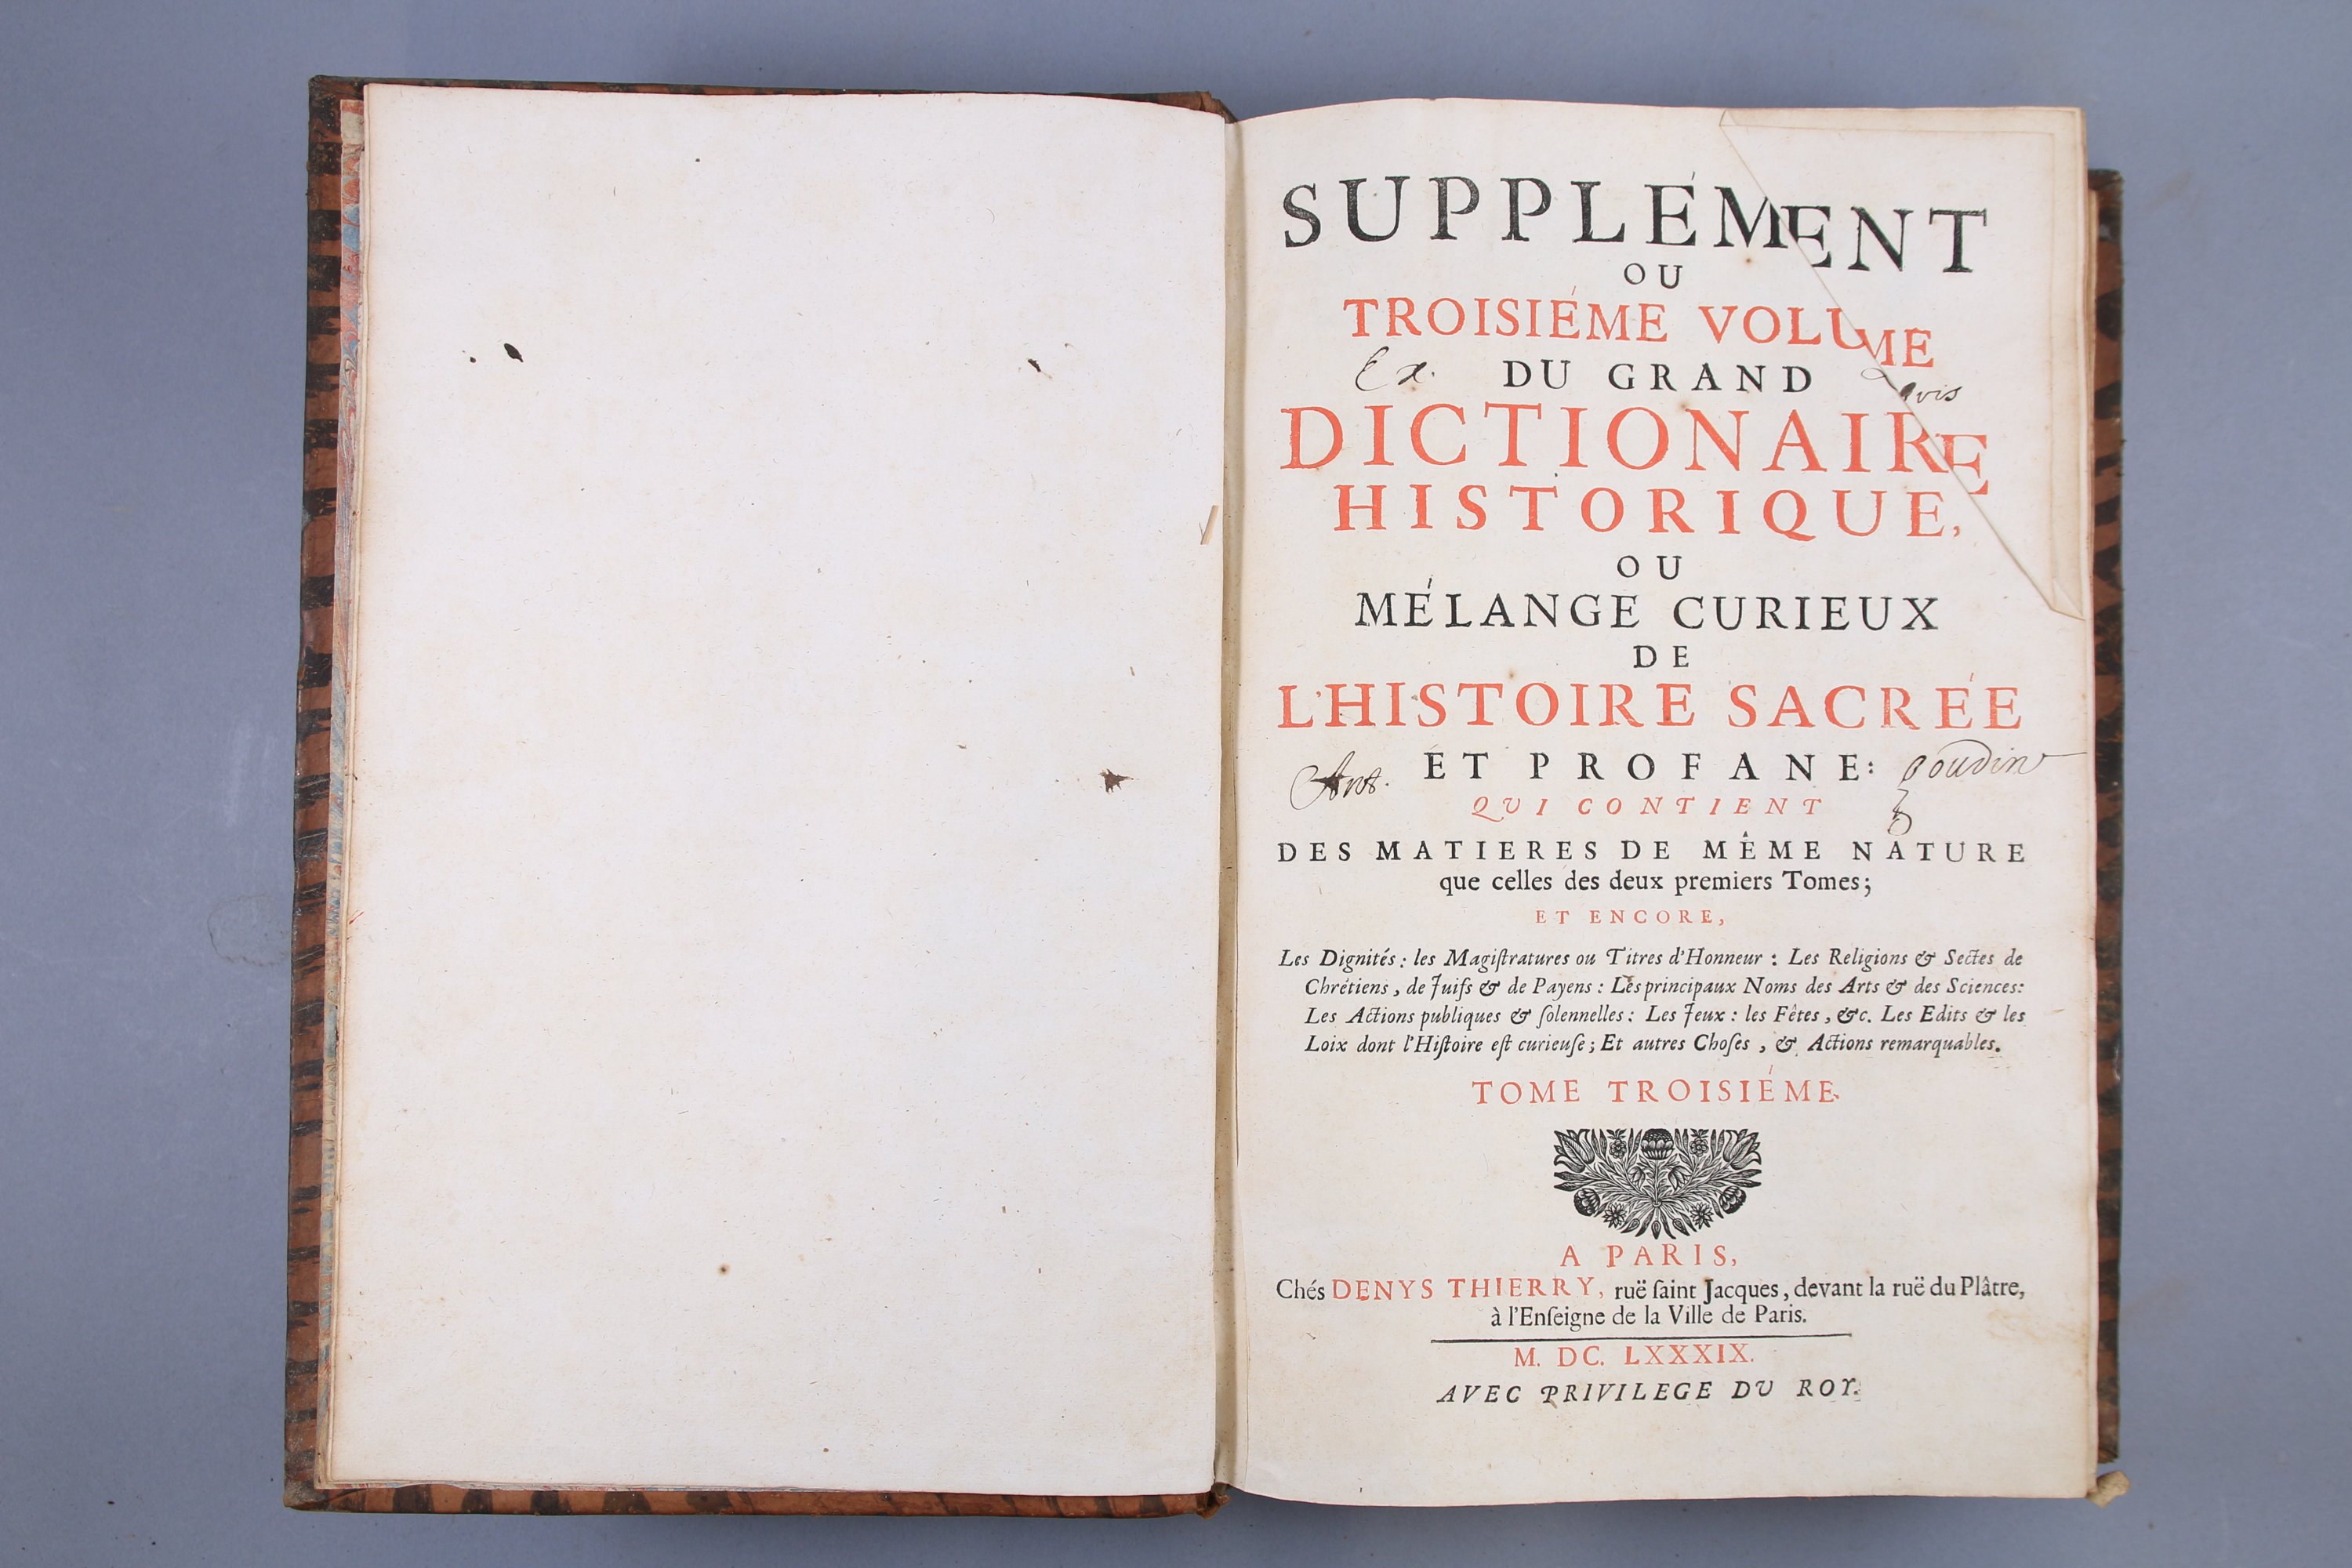 SUPPLÉMENT
OU
TROISIÉME VOLUME
Ex. DU GRAND
DICTIONAIRE
HISTORIQUE,
OU
MÉLANGE CURIEUX
DE
L'HISTOIRE SACRÉE
ET PROFANE:
QUI CONTIENT
DES MATIERES DE MÊME NATURE
que celles des deux premiers Tomes;
ET ENCORE,
Les Dignités: les Magiſtratures ou Titres d'Honneur: Les Religions & Sectes de
Chrétiens, de Juifs & de Payens: Les principaux Noms des Arts & des Sciences:
Les Actions publiques & ſolennelles: Les Jeux: les Fêtes, &c. Les Edits & les
Loix dont l'Hiſtoire eſt curieuſe; Et autres Choſes, & Actions remarquables.
TOME TROISIÉME.
A PARIS,
Chés DENYS THIERRY, ruë ſaint Jacques, devant la ruë du Plâtre,
à l'Enſeigne de la Ville de Paris.
M. DC. LXXXIX.
AVEC PRIVILEGE DU ROY.